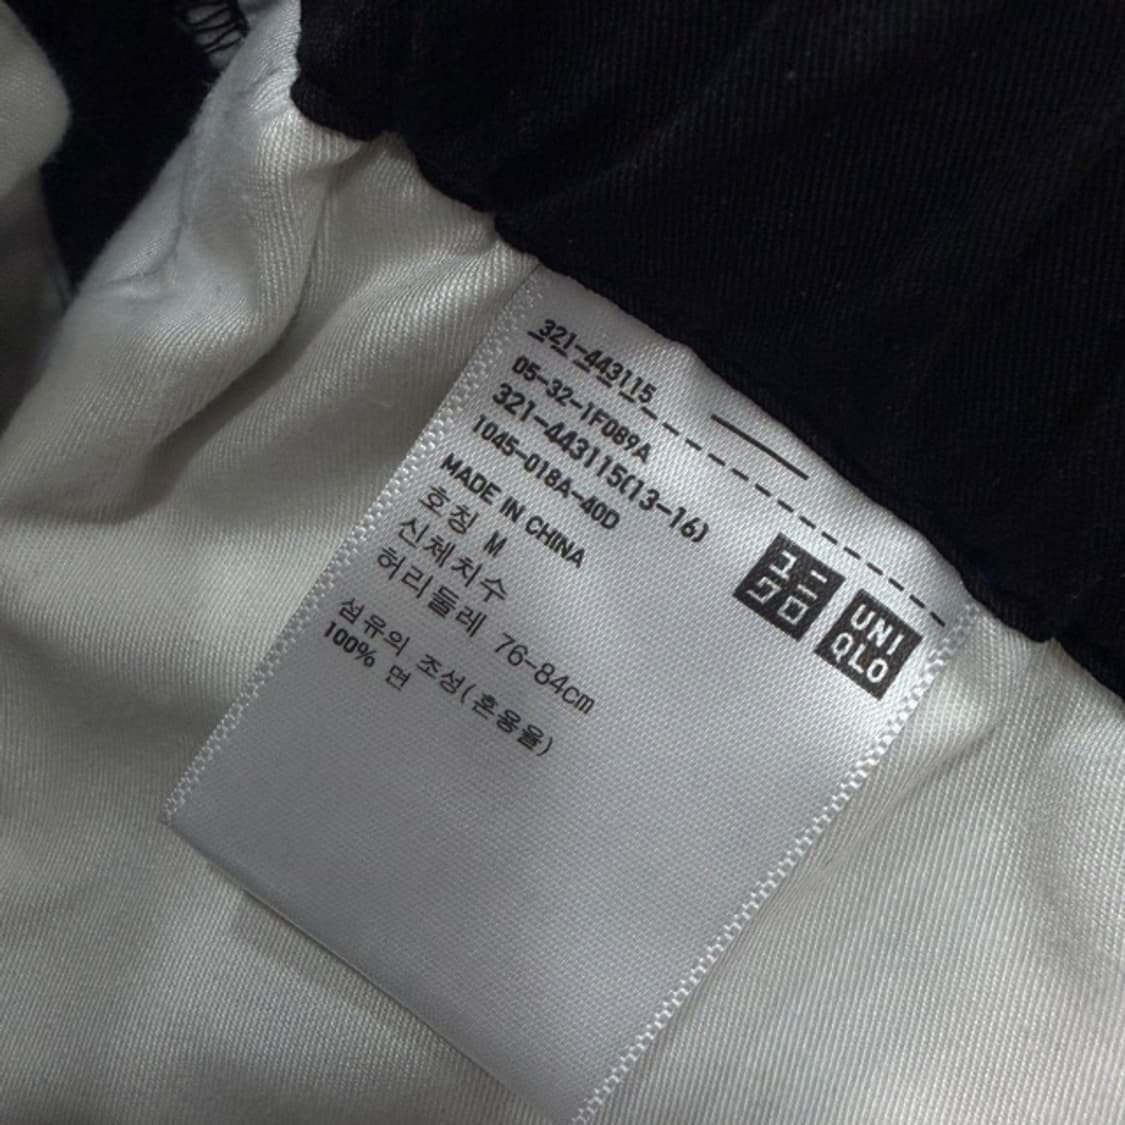 321-443115
05-32-1F089A
321-443115(13-16)
1045-018A-40D
MADE IN CHINA
호칭 M
신체치수
허리둘레 76-84cm
섬유의 조성(혼용율)
100% 면
ユニ
クロ
UNI
QLO